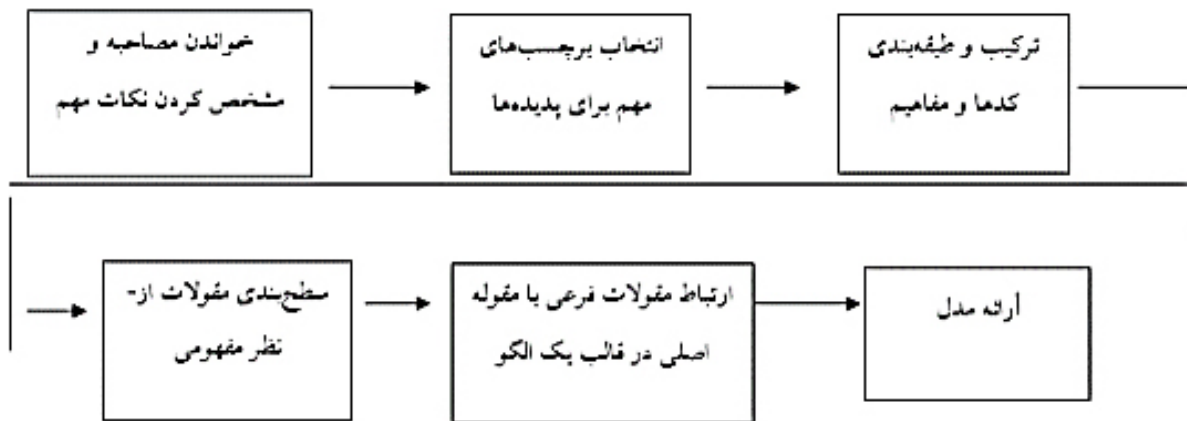 خواندن مصاحبه و
مشخص کردن نکات مهم
انتخاب برچسب‌های
مهم برای پدیده‌ها
ترکیب و طبقه‌بندی
کدها و مفاهیم
سطح‌بندی مقولات از-
نظر مفهومی
ارتباط مقولات فرعی با مقوله
اصلی در قالب یک الگو
أرائه مدل